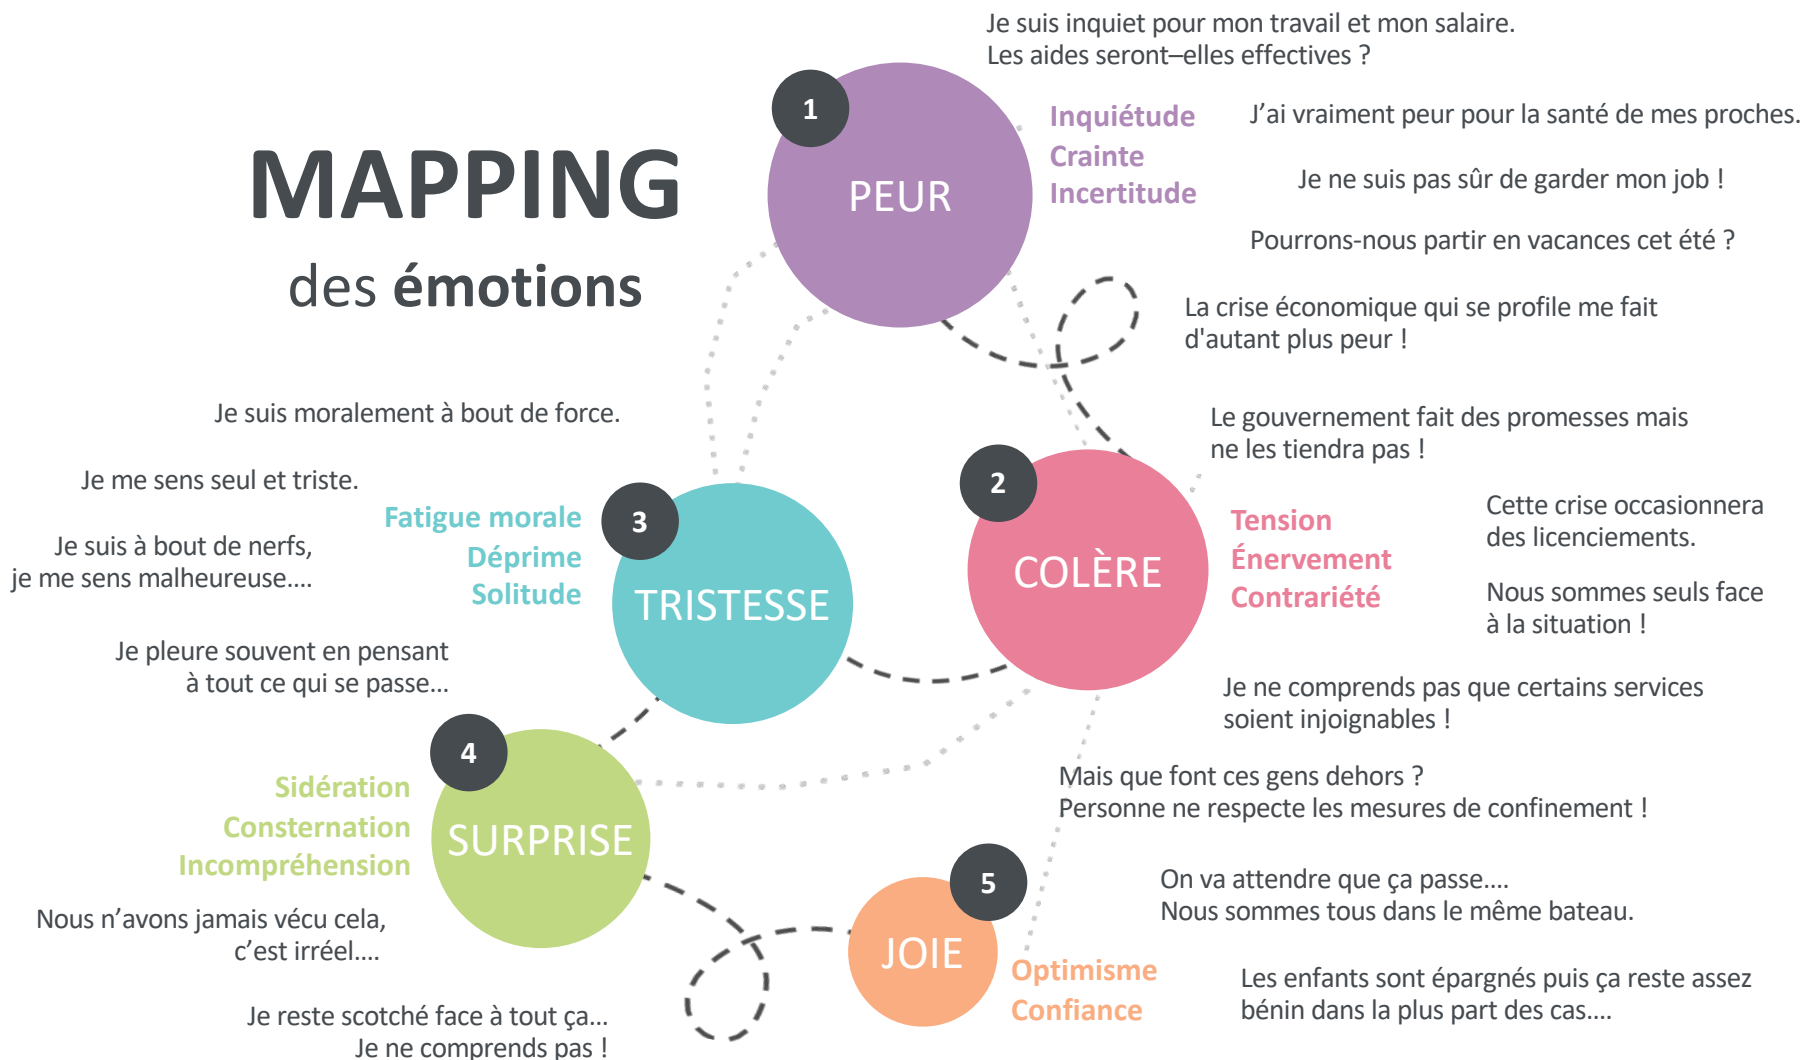 MAPPING
des émotions
1
PEUR
Inquiétude
Crainte
Incertitude
Je suis inquiet pour mon travail et mon salaire.
Les aides seront–elles effectives ?
J’ai vraiment peur pour la santé de mes proches.
Je ne suis pas sûr de garder mon job !
Pourrons-nous partir en vacances cet été ?
La crise économique qui se profile me fait
d'autant plus peur !
2
COLÈRE
Tension
Énervement
Contrariété
Le gouvernement fait des promesses mais
ne les tiendra pas !
Cette crise occasionnera
des licenciements.
Nous sommes seuls face
à la situation !
Je ne comprends pas que certains services
soient injoignables !
Mais que font ces gens dehors ?
Personne ne respecte les mesures de confinement !
3
TRISTESSE
Fatigue morale
Déprime
Solitude
Je suis moralement à bout de force.
Je me sens seul et triste.
Je suis à bout de nerfs,
je me sens malheureuse....
Je pleure souvent en pensant
à tout ce qui se passe...
4
SURPRISE
Sidération
Consternation
Incompréhension
Nous n’avons jamais vécu cela,
c’est irréel....
Je reste scotché face à tout ça...
Je ne comprends pas !
5
JOIE
Optimisme
Confiance
On va attendre que ça passe....
Nous sommes tous dans le même bateau.
Les enfants sont épargnés puis ça reste assez
bénin dans la plus part des cas....